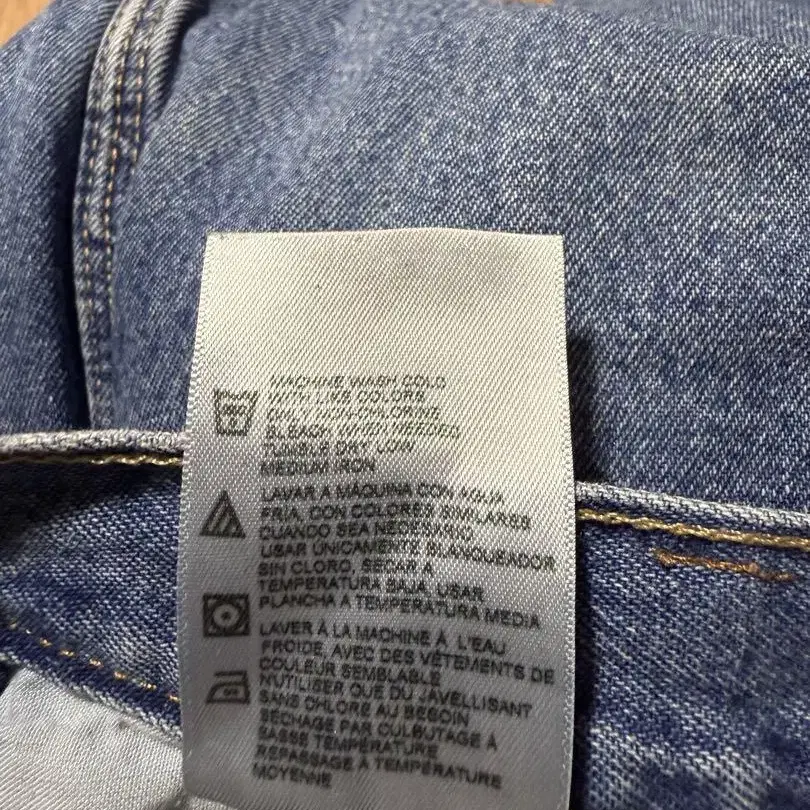 MACHINE WASH COLD
WITH LIKE COLORS
ONLY NON-CHLORINE
BLEACH WHEN NEEDED
TUMBLE DRY LOW
MEDIUM IRON
LAVAR A MÁQUINA CON AGUA
FRIA, DON COLORES SIMILARES
CUANDO SEA NECESARIO
USAR ÚNICAMENTE BLANQUEADOR
SIN CLORO, SECAR A
TEMPERATURA BAJA, USAR
PLANCHA A TEMPERATURA MEDIA
LAVER À LA MACHINE À L'EAU
FROIDE, AVEC DES VÊTEMENTS DE
COULEUR SEMBLABLE
N'UTILISER QUE DU JAVELLISANT
SANS CHLORE AU BESOIN
SÉCHAGE PAR CULBUTAGE À
BASSE TEMPÉRATURE
REPASSAGE À TEMPÉRATURE
MOYENNE